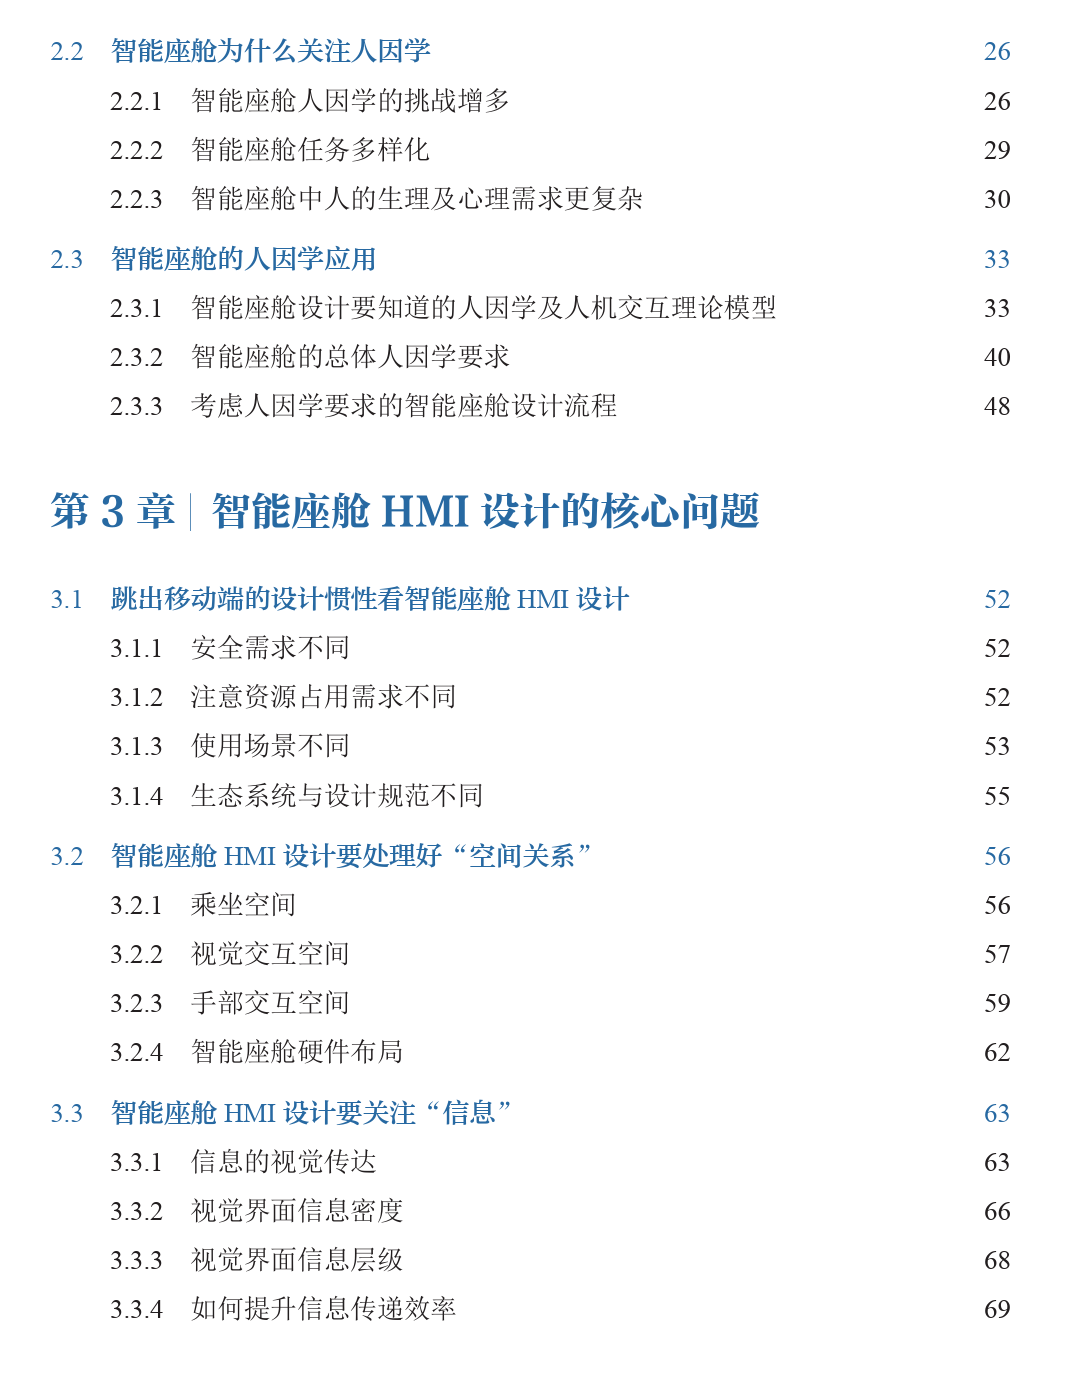 2.2 智能座舱为什么关注人因学 26
2.2.1 智能座舱人因学的挑战增多 26
2.2.2 智能座舱任务多样化 29
2.2.3 智能座舱中人的生理及心理需求更复杂 30
2.3 智能座舱的人因学应用 33
2.3.1 智能座舱设计要知道的人因学及人机交互理论模型 33
2.3.2 智能座舱的总体人因学要求 40
2.3.3 考虑人因学要求的智能座舱设计流程 48
第 3 章 | 智能座舱 HMI 设计的核心问题
3.1 跳出移动端的设计惯性看智能座舱 HMI 设计 52
3.1.1 安全需求不同 52
3.1.2 注意资源占用需求不同 52
3.1.3 使用场景不同 53
3.1.4 生态系统与设计规范不同 55
3.2 智能座舱 HMI 设计要处理好“空间关系” 56
3.2.1 乘坐空间 56
3.2.2 视觉交互空间 57
3.2.3 手部交互空间 59
3.2.4 智能座舱硬件布局 62
3.3 智能座舱 HMI 设计要关注“信息” 63
3.3.1 信息的视觉传达 63
3.3.2 视觉界面信息密度 66
3.3.3 视觉界面信息层级 68
3.3.4 如何提升信息传递效率 69